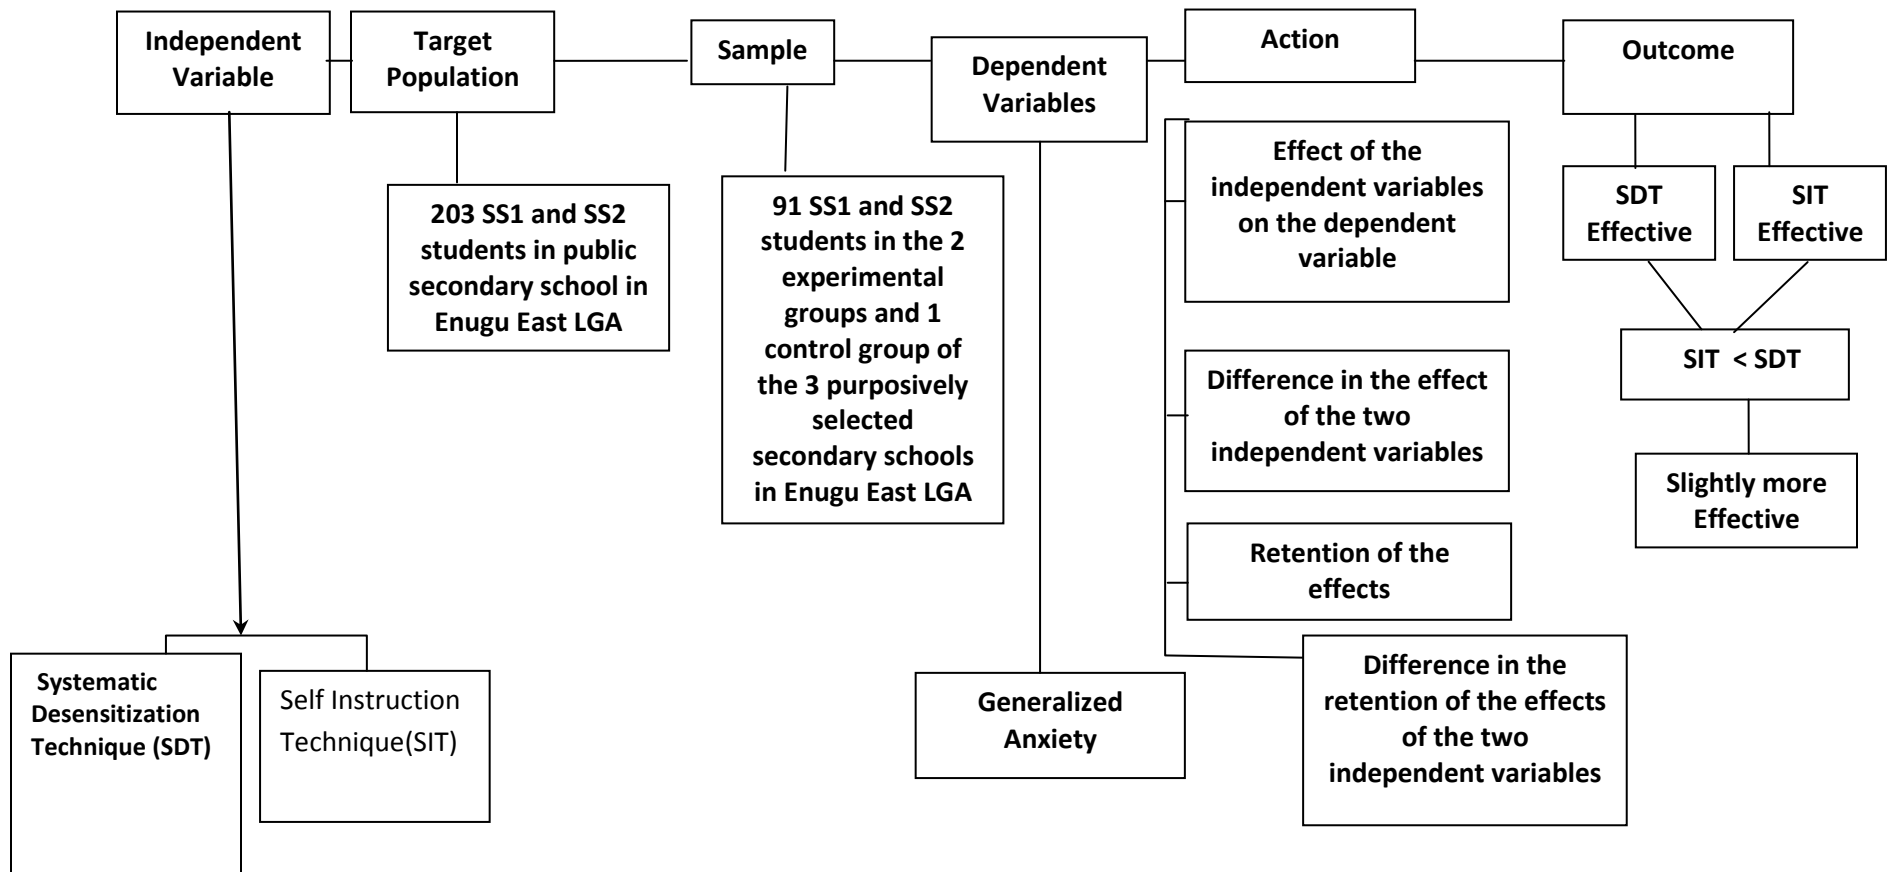 Independent
Variable
Target
Population
Sample
Dependent
Variables
Action
Outcome
203 SS1 and SS2
students in public
secondary school in
Enugu East LGA
91 SS1 and SS2
students in the 2
experimental
groups and 1
control group of
the 3 purposively
selected
secondary schools
in Enugu East LGA
Effect of the
independent variables
on the dependent
variable
Difference in the effect
of the two
independent variables
Retention of the
effects
Difference in the
retention of the effects
of the two
independent variables
SDT
Effective
SIT
Effective
SIT < SDT
Slightly more
Effective
Systematic
Desensitization
Technique (SDT)
Self Instruction
Technique(SIT)
Generalized
Anxiety